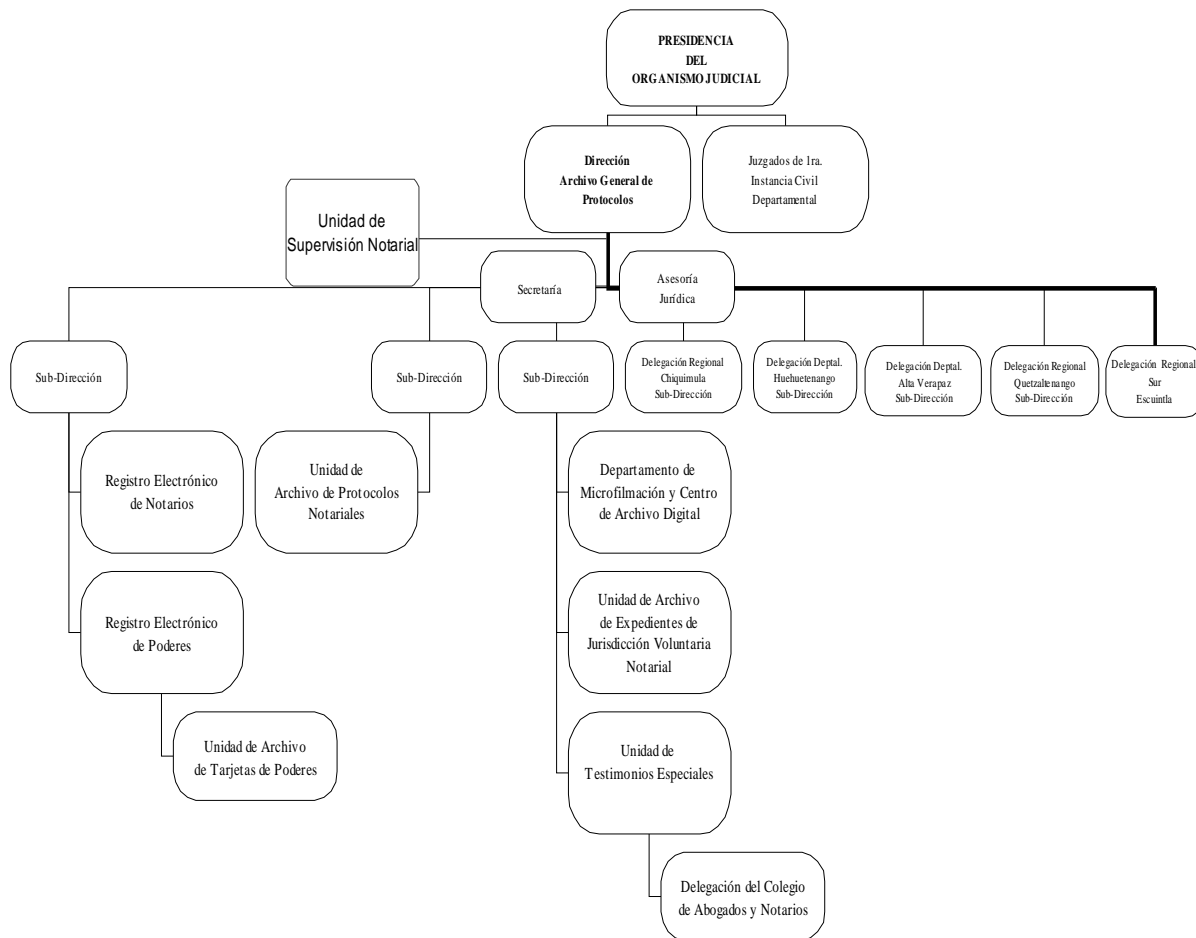 PRESIDENCIA
DEL
ORGANISMO JUDICIAL
Dirección
Archivo General de
Protocolos
Juzgados de 1ra.
Instancia Civil
Departamental
Unidad de
Supervisión Notarial
Secretaría
Asesoría
Jurídica
Sub-Dirección
Sub-Dirección
Sub-Dirección
Delegación Regional
Chiquimula
Sub-Dirección
Delegación Deptal.
Huehuetenango
Sub-Dirección
Delegación Deptal.
Alta Verapaz
Sub-Dirección
Delegación Regional
Quetzaltenango
Sub-Dirección
Delegación Regional
Sur
Escuintla
Registro Electrónico
de Notarios
Unidad de
Archivo de Protocolos
Notariales
Departamento de
Microfilmación y Centro
de Archivo Digital
Registro Electrónico
de Poderes
Unidad de Archivo
de Expedientes de
Jurisdicción Voluntaria
Notarial
Unidad de Archivo
de Tarjetas de Poderes
Unidad de
Testimonios Especiales
Delegación del Colegio
de Abogados y Notarios